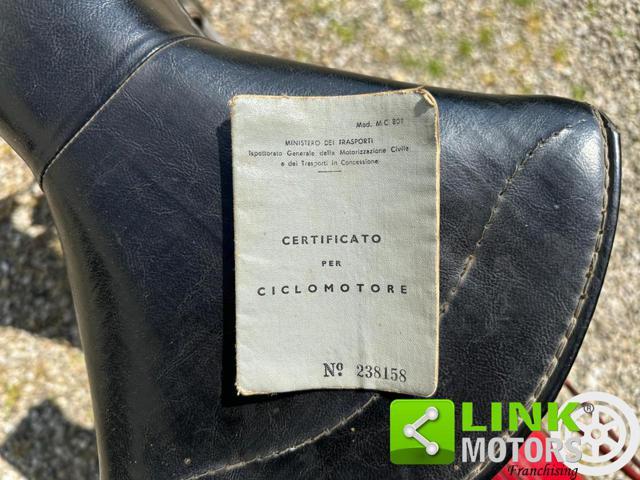 Mod. M C 801
MINISTERO DEI TRASPORTI
Ispettorato Generale della Motorizzazione Civile
e dei Trasporti in Concessione
CERTIFICATO
PER
CICLOMOTORE
Nº 238158
LINK
MOTORS
Franchising